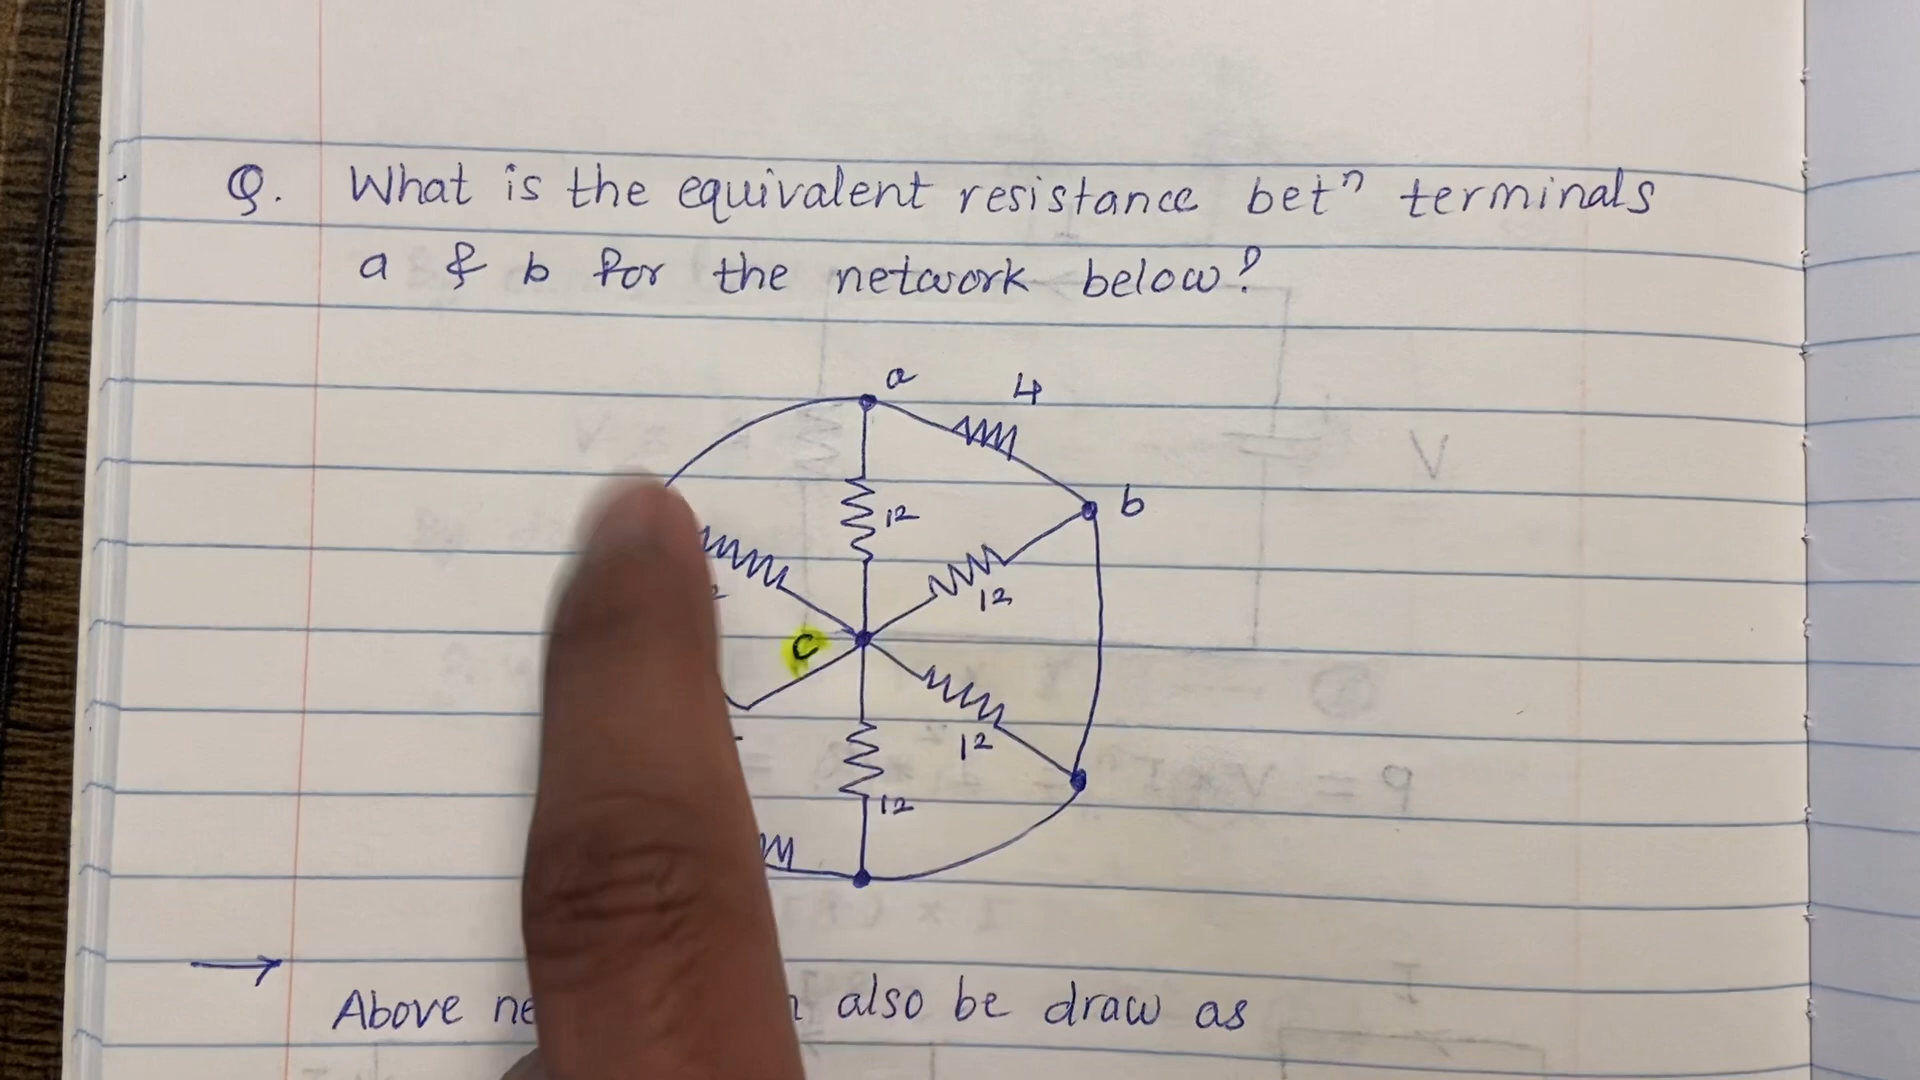 Q. What is the equivalent resistance betⁿ terminals
a & b for the network below?
a
4
b
12
12
C
12
12
→
Above also be draw as